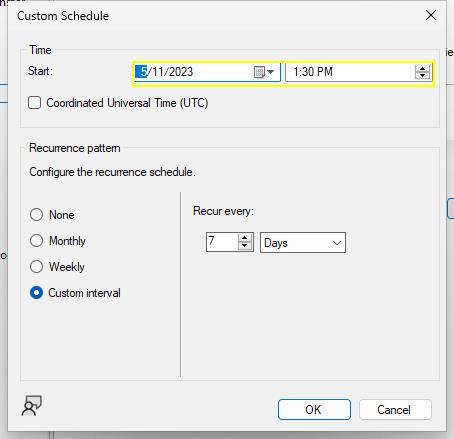 Custom Schedule
Time
Start: 5/11/2023 1:30 PM
Coordinated Universal Time (UTC)
Recurrence pattern
Configure the recurrence schedule.
None
Monthly
Weekly
Custom interval
Recur every:
7 Days
OK Cancel